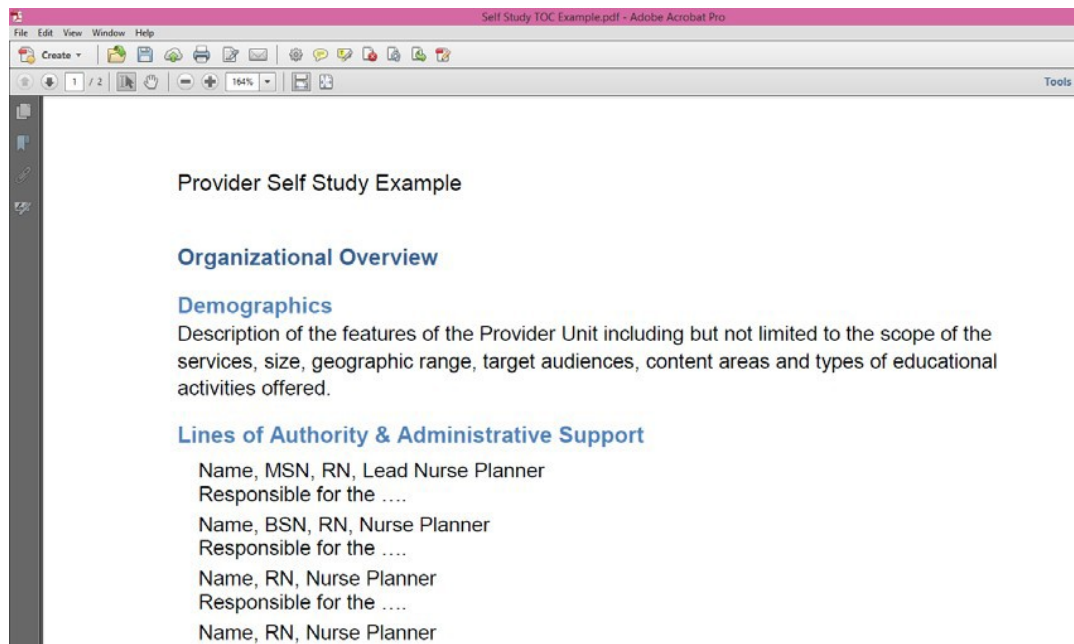 Self Study TOC Example.pdf - Adobe Acrobat Pro
File Edit View Window Help
Create
1 / 2 164% Tools
Provider Self Study Example
Organizational Overview
Demographics
Description of the features of the Provider Unit including but not limited to the scope of the
services, size, geographic range, target audiences, content areas and types of educational
activities offered.
Lines of Authority & Administrative Support
Name, MSN, RN, Lead Nurse Planner
Responsible for the ....
Name, BSN, RN, Nurse Planner
Responsible for the ....
Name, RN, Nurse Planner
Responsible for the ....
Name, RN, Nurse Planner